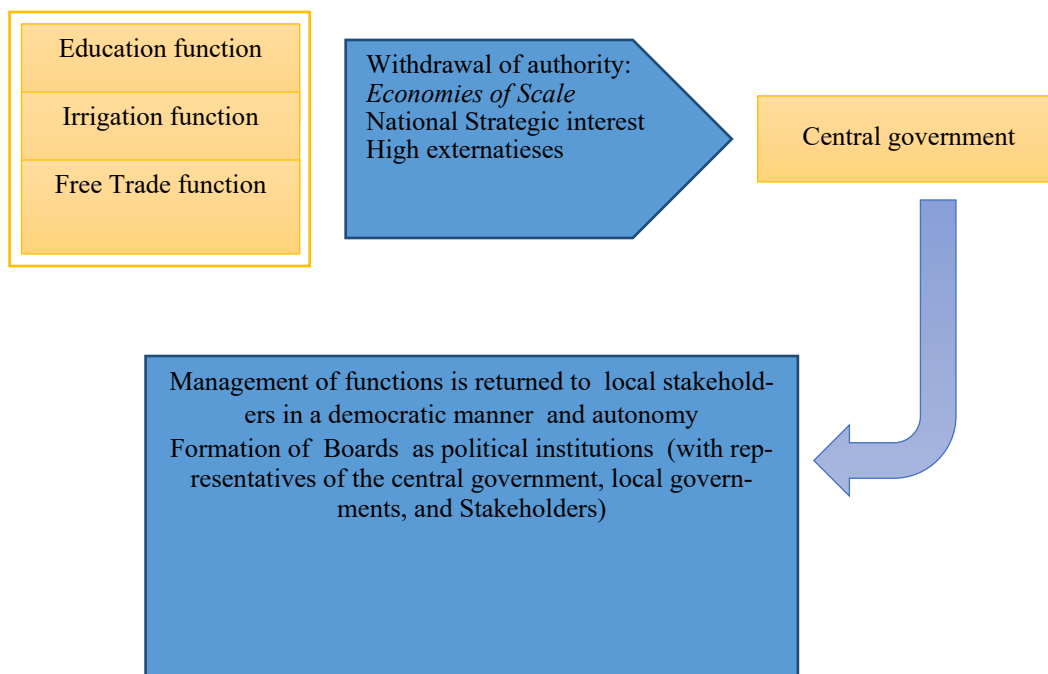 Education function
Irrigation function
Free Trade function
Withdrawal of authority:
Economies of Scale
National Strategic interest
High externatieses
Central government
Management of functions is returned to local stakehold-
ers in a democratic manner and autonomy
Formation of Boards as political institutions (with rep-
resentatives of the central government, local govern-
ments, and Stakeholders)